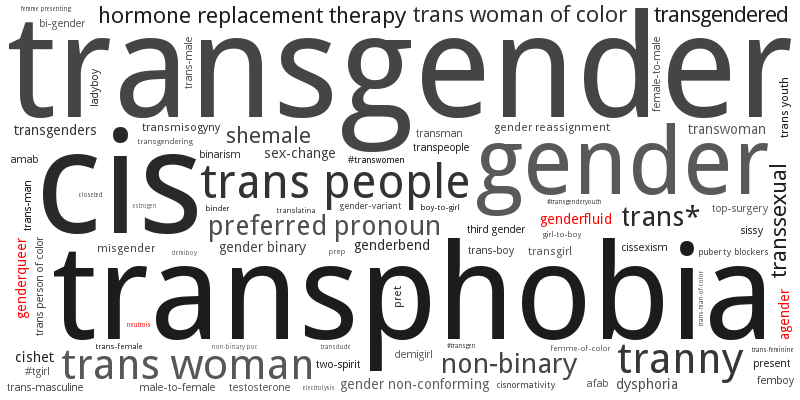 femme presenting
hormone replacement therapy
trans woman of color
transgendered
bi-gender
transgender
trans-male
ladyboy
female-to-male
trans youth
transgenders
transmisogyny
transgendering
shemale
transman
gender reassignment
transwoman
amab
cis
binarism
sex-change
#transwomen
transpeople
gender
trans-man
closeted
estrogen
trans people
binder
translatina
gender-variant
boy-to-girl
#transgenderyouth
transsexual
preferred pronoun
third gender
genderfluid
girl-to-boy
trans*
top-surgery
sissy
genderqueer
trans person of color
misgender
demiboy
gender binary
prep
genderbend
trans-boy
transgirl
cissexism
puberty blockers
transphobia
neutrois
pret
trans-man-of-color
agender
trans-female
non-binary poc
transdude
#transgen
femme-of-color
trans-feminine
cishet
#tgirl
trans woman
two-spirit
demigirl
non-binary
tranny
present
trans-masculine
male-to-female
testosterone
electrolysis
gender non-conforming
cisnormativity
afab
dysphoria
femboy